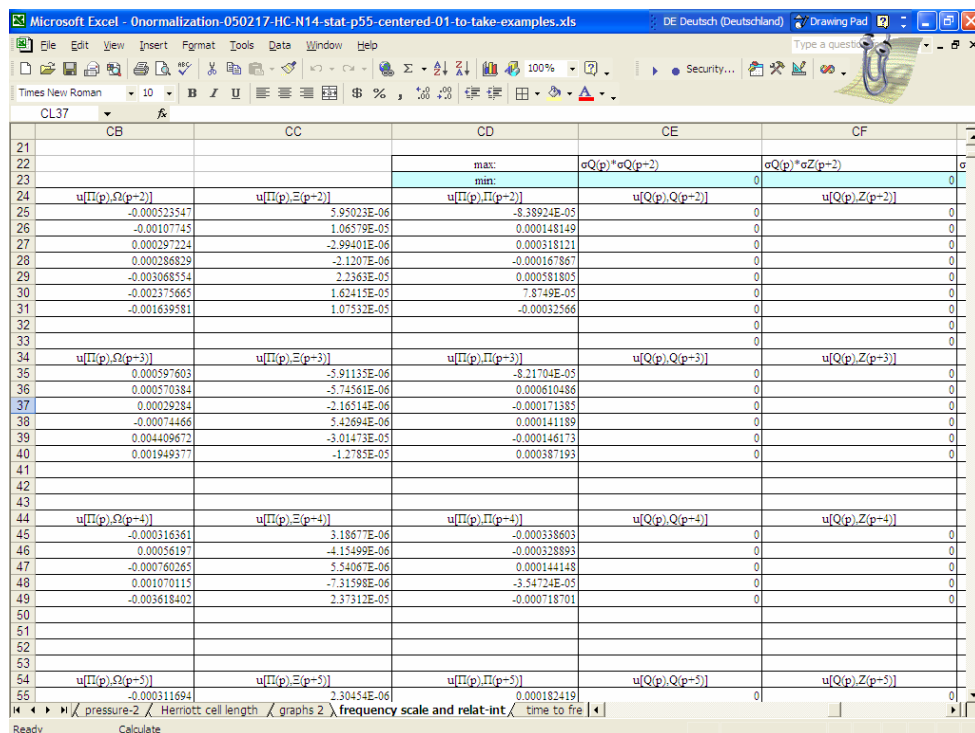 Microsoft Excel - 0normalization-050217-HC-N14-stat-p55-centered-01-to-take-examples.xls DE Deutsch (Deutschland) Drawing Pad
File Edit View Insert Format Tools Data Window Help Type a question
100% Security...
Times New Roman 10 B I U $ % ,
CL37 fx
CB CC CD CE CF
21
22 max: σQ(p)*σQ(p+2) σQ(p)*σZ(p+2) σ
23 min: 0 0
24 u[Π(p),Ω(p+2)] u[Π(p),Ξ(p+2)] u[Π(p),Π(p+2)] u[Q(p),Q(p+2)] u[Q(p),Z(p+2)]
25 -0.000523547 5.95023E-06 -8.38924E-05 0 0
26 -0.00107745 1.06579E-05 0.000148149 0 0
27 0.000297224 -2.99401E-06 0.000318121 0 0
28 0.000286829 -2.1207E-06 -0.000167867 0 0
29 -0.003068554 2.2363E-05 0.000581805 0 0
30 -0.002375665 1.62415E-05 7.8749E-05 0 0
31 -0.001639581 1.07532E-05 -0.00032566 0 0
32 0 0
33 0 0
34 u[Π(p),Ω(p+3)] u[Π(p),Ξ(p+3)] u[Π(p),Π(p+3)] u[Q(p),Q(p+3)] u[Q(p),Z(p+3)]
35 0.000597603 -5.91135E-06 -8.21704E-05 0 0
36 0.000570384 -5.74561E-06 0.000610486 0 0
37 0.00029284 -2.16514E-06 -0.000171385 0 0
38 -0.00074466 5.42694E-06 0.000141189 0 0
39 0.004409672 -3.01473E-05 -0.000146173 0 0
40 0.001949377 -1.2785E-05 0.000387193 0 0
41
42
43
44 u[Π(p),Ω(p+4)] u[Π(p),Ξ(p+4)] u[Π(p),Π(p+4)] u[Q(p),Q(p+4)] u[Q(p),Z(p+4)]
45 -0.000316361 3.18677E-06 -0.000338603 0 0
46 0.00056197 -4.15499E-06 -0.000328893 0 0
47 -0.000760265 5.54067E-06 0.000144148 0 0
48 0.001070115 -7.31598E-06 -3.54724E-05 0 0
49 -0.003618402 2.37312E-05 -0.000718701 0 0
50
51
52
53
54 u[Π(p),Ω(p+5)] u[Π(p),Ξ(p+5)] u[Π(p),Π(p+5)] u[Q(p),Q(p+5)] u[Q(p),Z(p+5)]
55 -0.000311694 2.30454E-06 0.000182419 0 0
pressure-2 Herriott cell length graphs 2 frequency scale and relat-int time to fre
Ready Calculate